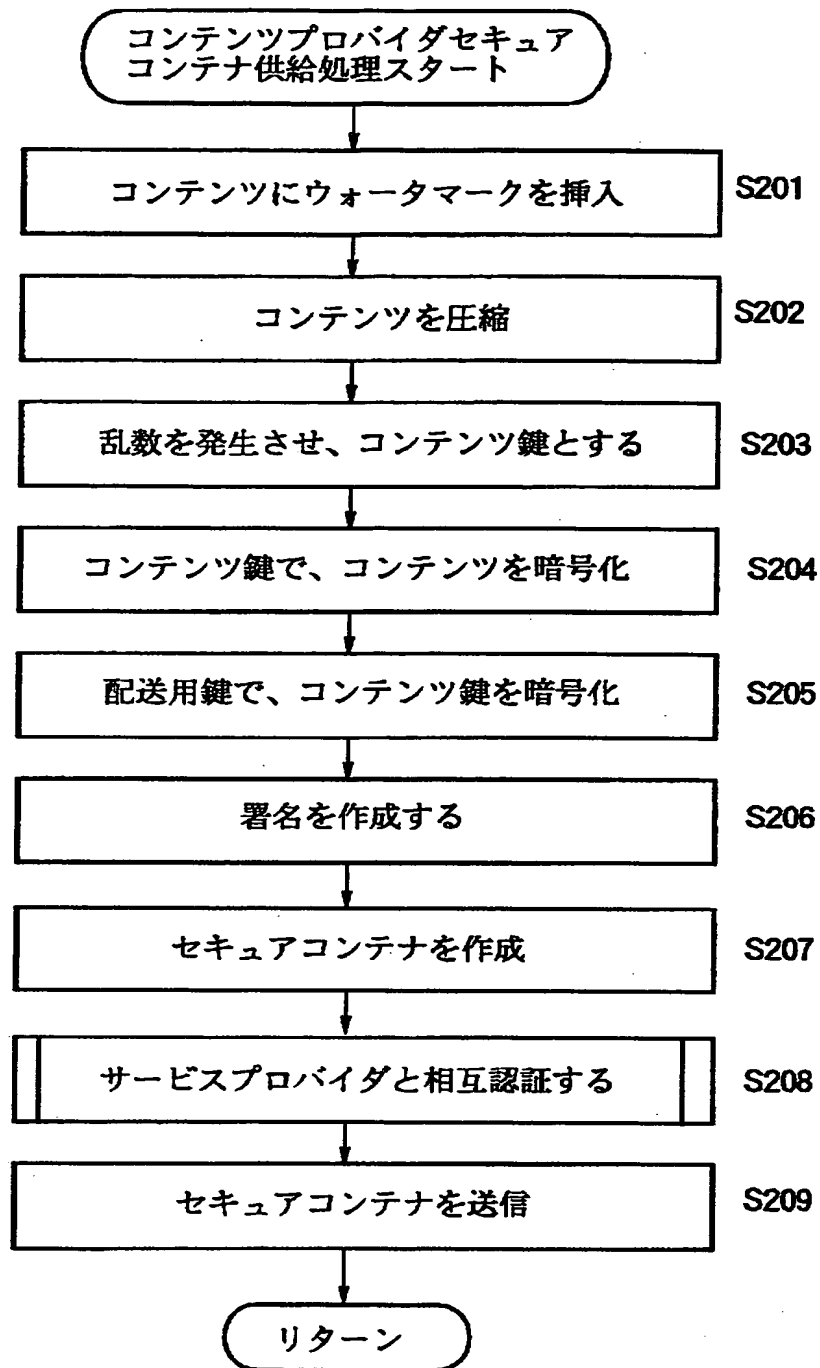 コンテンツプロバイダセキュア
コンテナ供給処理スタート
コンテンツにウォータマークを挿入 S201
コンテンツを圧縮 S202
乱数を発生させ、コンテンツ鍵とする S203
コンテンツ鍵で、コンテンツを暗号化 S204
配送用鍵で、コンテンツ鍵を暗号化 S205
署名を作成する S206
セキュアコンテナを作成 S207
サービスプロバイダと相互認証する S208
セキュアコンテナを送信 S209
リターン